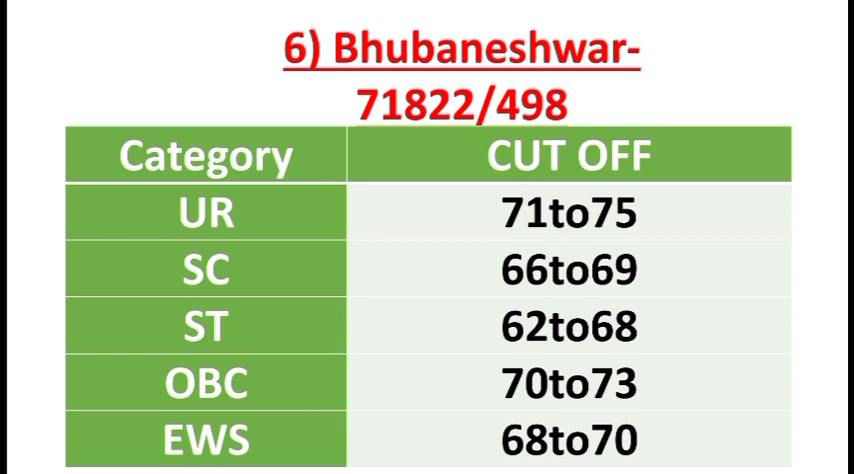 6) Bhubaneshwar-
71822/498
Category CUT OFF
UR 71to75
SC 66to69
ST 62to68
OBC 70to73
EWS 68to70